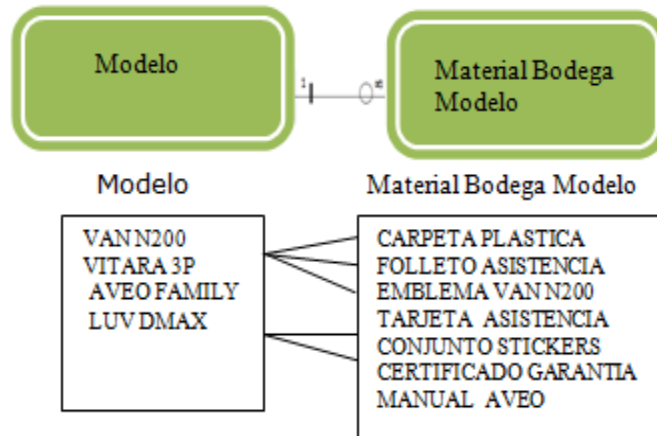 Modelo
Material Bodega
Modelo
1
Modelo
Material Bodega Modelo
VAN N200
VITARA 3P
AVEO FAMILY
LUV DMAX
CARPETA PLASTICA
FOLLETO ASISTENCIA
EMBLEMA VAN N200
TARJETA ASISTENCIA
CONJUNTO STICKERS
CERTIFICADO GARANTIA
MANUAL AVEO